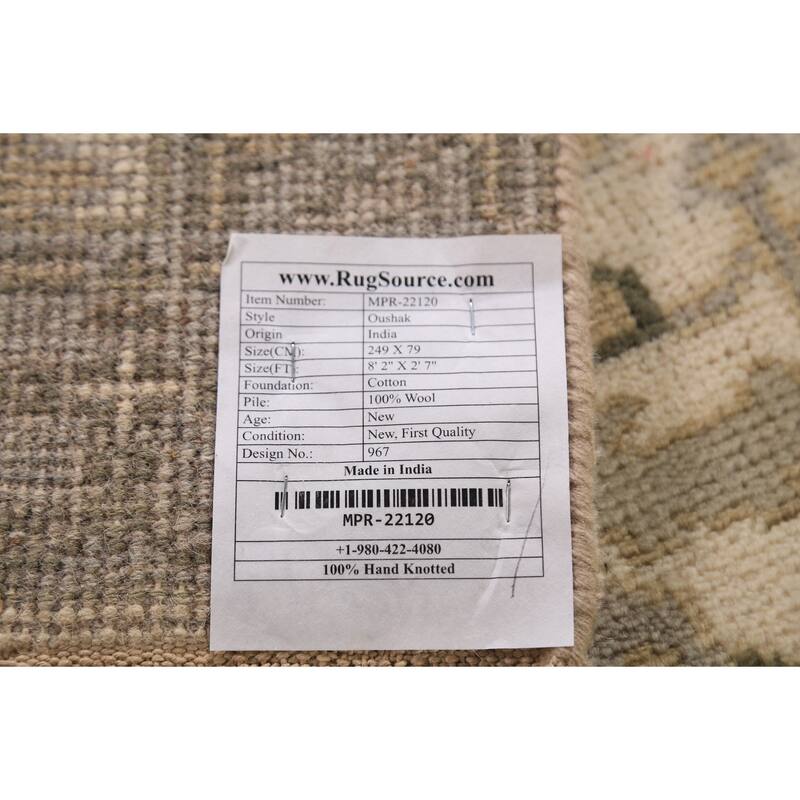 www.RugSource.com
Item Number: MPR-22120
Style Oushak
Origin India
Size(CM): 249 X 79
Size(FT): 8' 2" X 2' 7"
Foundation: Cotton
Pile: 100% Wool
Age: New
Condition: New, First Quality
Design No.: 967
Made in India
MPR-22120
+1-980-422-4080
100% Hand Knotted